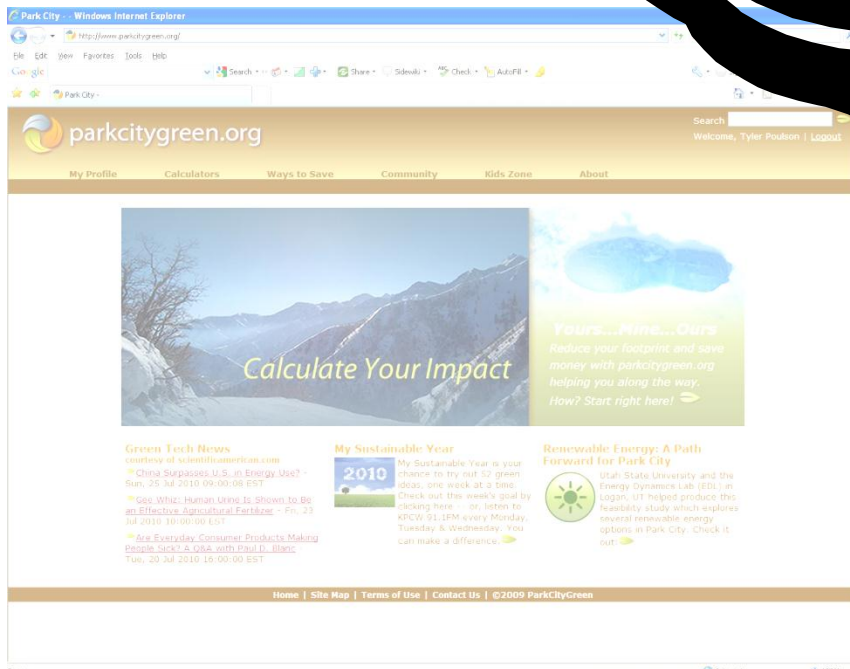 Park City - - Windows Internet Explorer
http://www.parkcitygreen.org/
File Edit View Favorites Tools Help
Google Search Share Sidewiki Check AutoFill
Park City -
parkcitygreen.org
Search
Welcome, Tyler Poulson | Logout
My Profile Calculators Ways to Save Community Kids Zone About
Calculate Your Impact
Yours...Mine...Ours
Reduce your footprint and save
money with parkcitygreen.org
helping you along the way.
How? Start right here!
Green Tech News
courtesy of scientificamerican.com
China Surpasses U.S. in Energy Use? -
Sun, 25 Jul 2010 09:00:00 EST
Gee Whiz: Human Urine Is Shown to Be
an Effective Agricultural Fertilizer - Fri, 23
Jul 2010 10:00:00 EST
Are Everyday Consumer Products Making
People Sick? A Q&A with Paul D. Blanc -
Tue, 20 Jul 2010 16:00:00 EST
My Sustainable Year
2010
My Sustainable Year is your
chance to try out 52 green
ideas, one week at a time.
Check out this week's goal by
clicking here - or, listen to
KPCW 91.1FM every Monday,
Tuesday & Wednesday. You
can make a difference.
Renewable Energy: A Path
Forward for Park City
Utah State University and the
Energy Dynamics Lab (EDL) in
Logan, UT helped produce this
feasibility study which explores
several renewable energy
options in Park City. Check it
out!
Home | Site Map | Terms of Use | Contact Us | ©2009 ParkCityGreen